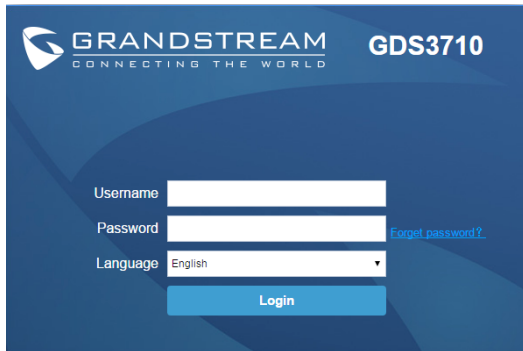 GRANDSTREAM GDS3710
CONNECTING THE WORLD
Username
Password
Forget password?
Language English
Login